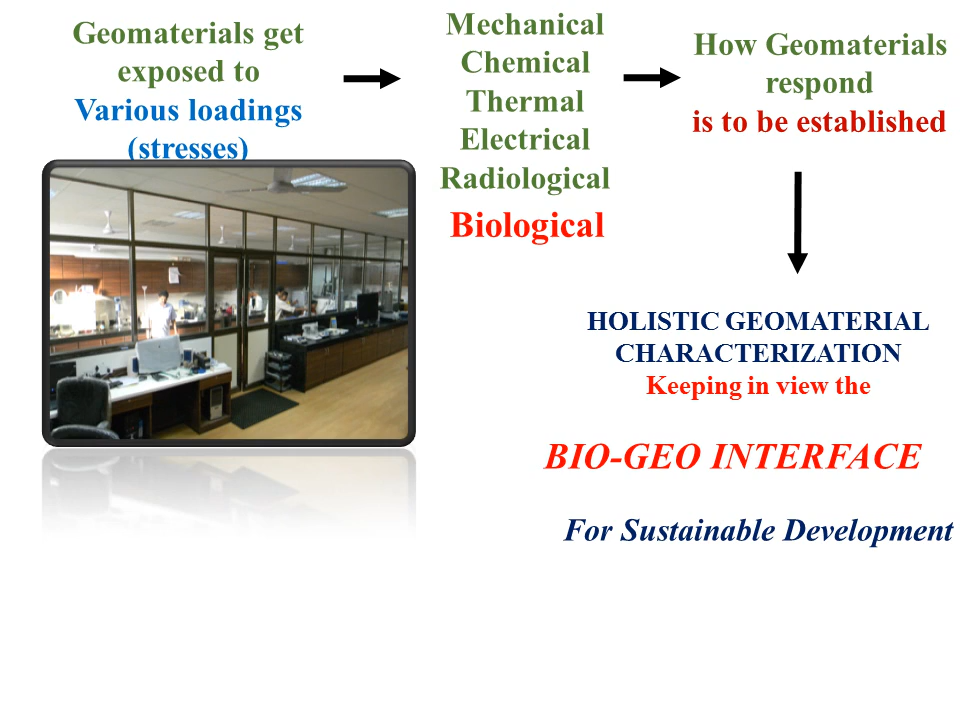 Geomaterials get
exposed to
Various loadings
(stresses)
Mechanical
Chemical
Thermal
Electrical
Radiological
Biological
How Geomaterials
respond
is to be established
HOLISTIC GEOMATERIAL
CHARACTERIZATION
Keeping in view the
BIO-GEO INTERFACE
For Sustainable Development